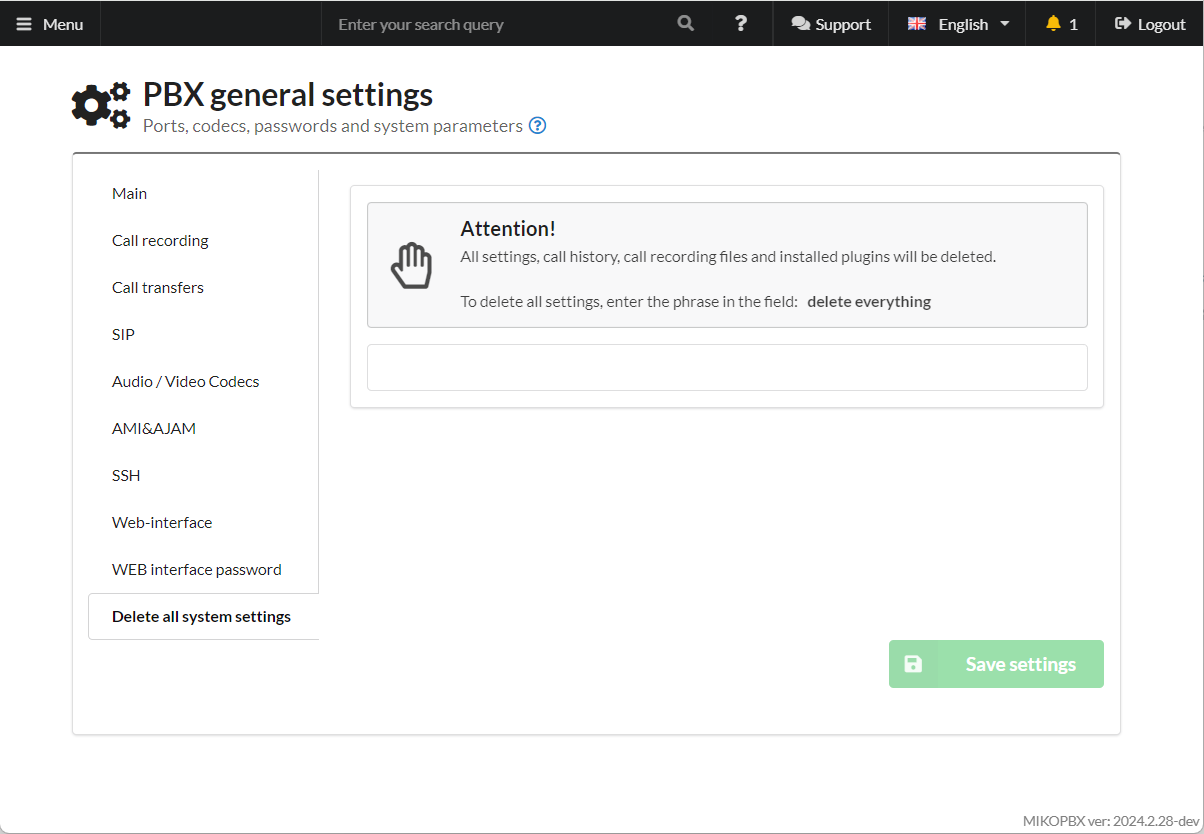 Menu
Enter your search query
?
Support
English
1
Logout
PBX general settings
Ports, codecs, passwords and system parameters ?
Main
Call recording
Call transfers
SIP
Audio / Video Codecs
AMI&AJAM
SSH
Web-interface
WEB interface password
Delete all system settings
Attention!
All settings, call history, call recording files and installed plugins will be deleted.
To delete all settings, enter the phrase in the field: delete everything
Save settings
MIKOPBX ver: 2024.2.28-dev